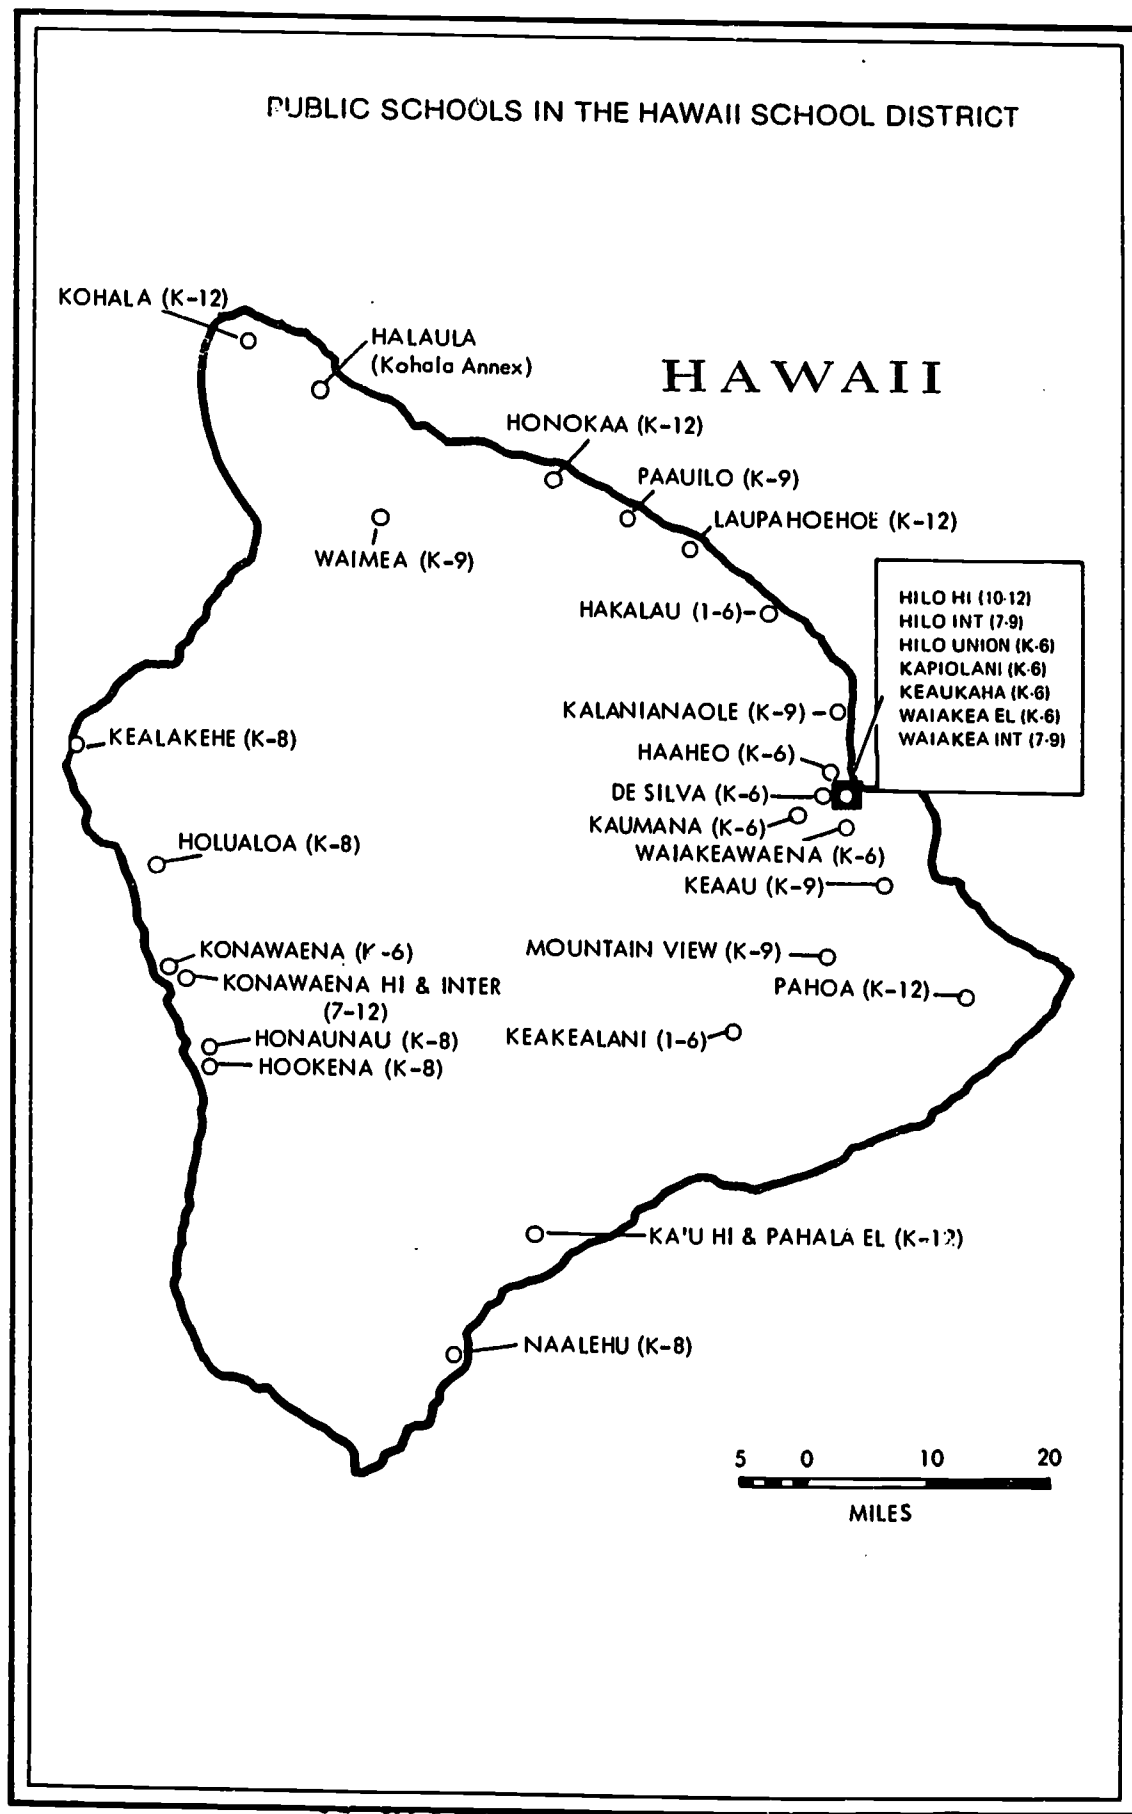 PUBLIC SCHOOLS IN THE HAWAII SCHOOL DISTRICT
KOHALA (K-12)
HALAULA
(Kohala Annex)
HAWAII
HONOKAA (K-12)
PAAUILO (K-9)
LAUPAHOEHOE (K-12)
WAIMEA (K-9)
HAKALAU (1-6)
HILO HI (10-12)
HILO INT (7-9)
HILO UNION (K-6)
KAPIOLANI (K-6)
KEAUKAHA (K-6)
WAIAKEA EL (K-6)
WAIAKEA INT (7-9)
KALANIANAOLE (K-9)
KEALAKEHE (K-8)
HAAHEO (K-6)
DE SILVA (K-6)
KAUMANA (K-6)
HOLUALOA (K-8)
WAIAKEAWAENA (K-6)
KEAAU (K-9)
KONAWAENA (K-6)
MOUNTAIN VIEW (K-9)
KONAWAENA HI & INTER
(7-12)
PAHOA (K-12)
HONAUNAU (K-8)
KEAKEALANI (1-6)
HOOKENA (K-8)
KA'U HI & PAHALA EL (K-12)
NAALEHU (K-8)
5 0 10 20
MILES